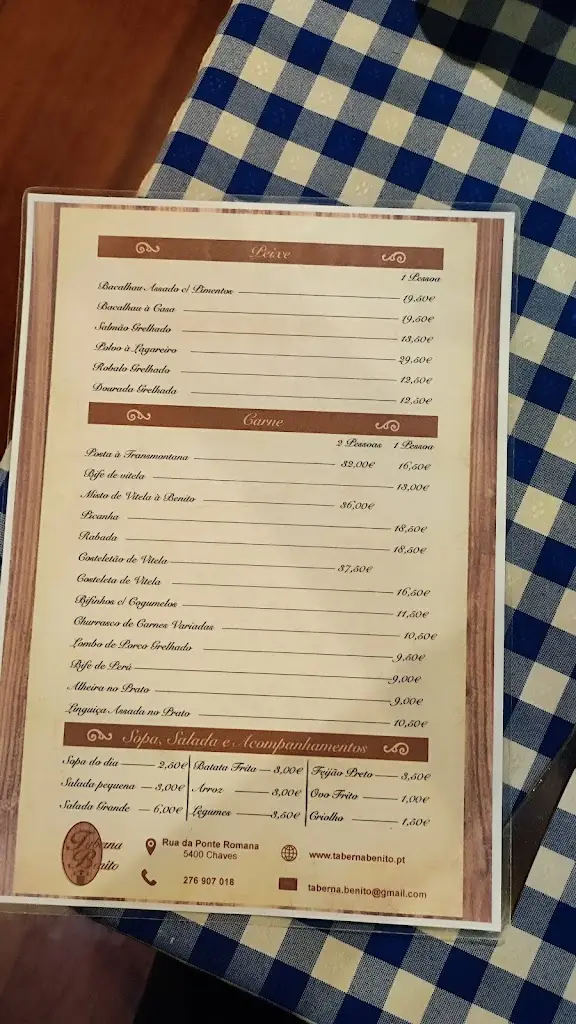 Peixe
1 Pessoa
Bacalhau Assado c/ Pimentos 19,50€
Bacalhau à Casa 19,50€
Salmão Grelhado 13,50€
Polvo à Lagareiro 29,50€
Robalo Grelhado 12,50€
Dourada Grelhada 12,50€
Carne
2 Pessoas 1 Pessoa
Posta à Transmontana 32,00€ 16,50€
Bife de vitela 13,00€
Misto de Vitela à Benito 36,00€
Picanha 18,50€
Rabada 18,50€
Costeletão de Vitela 37,50€
Costeleta de Vitela 16,50€
Bifinhos c/ Cogumelos 11,50€
Churrasco de Carnes Variadas 10,50€
Lombo de Porco Grelhado 9,50€
Bife de Perú 9,00€
Alheira no Prato 9,00€
Linguiça Assada no Prato 10,50€
Sopa, Salada e Acompanhamentos
Sopa do dia 2,50€ Batata Frita 3,00€ Feijão Preto 3,50€
Salada pequena 3,00€ Arroz 3,00€ Ovo Frito 1,00€
Salada Grande 6,00€ Legumes 3,50€ Criolho 1,50€
Taberna Benito
Rua da Ponte Romana
5400 Chaves
www.tabernabenito.pt
276 907 018
taberna.benito@gmail.com